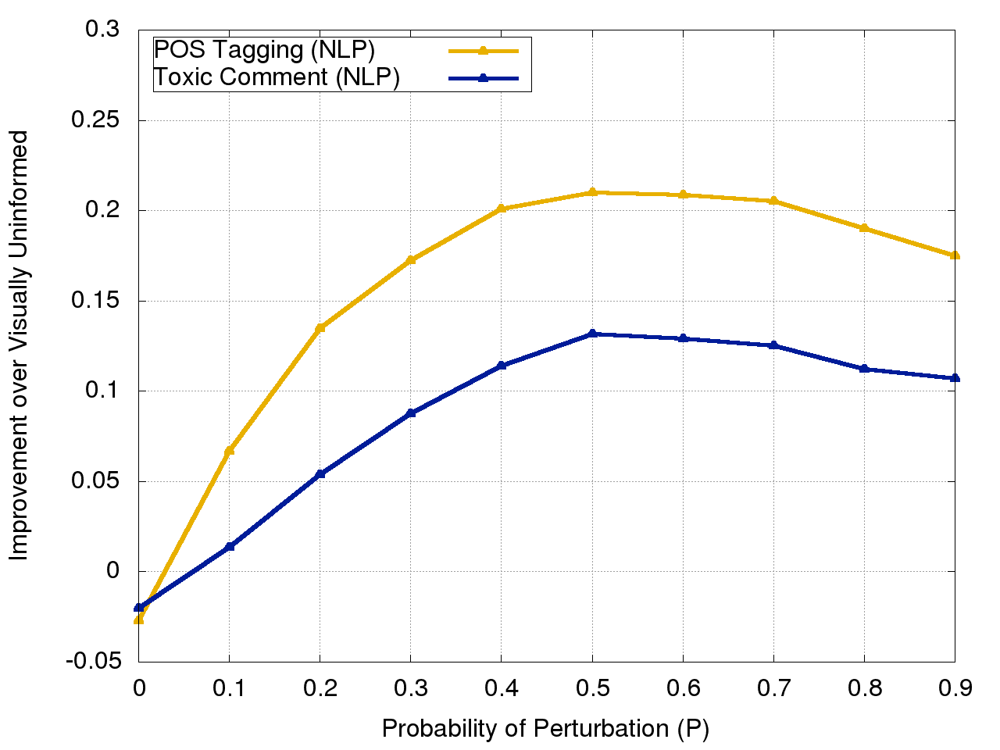 POS Tagging (NLP)
Toxic Comment (NLP)
0.3
0.25
0.2
0.15
0.1
0.05
0
-0.05
Improvement over Visually Uninformed
0 0.1 0.2 0.3 0.4 0.5 0.6 0.7 0.8 0.9
Probability of Perturbation (P)